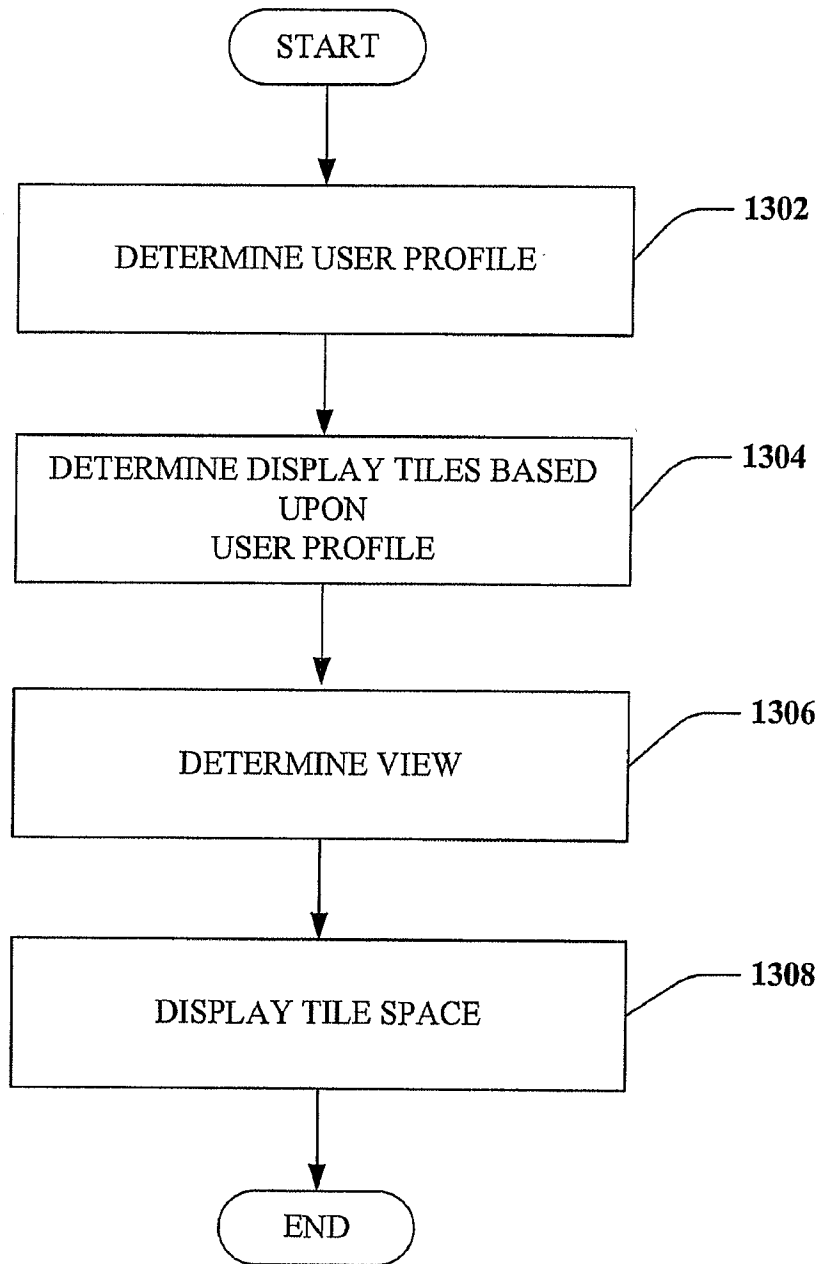 START
DETERMINE USER PROFILE
1302
DETERMINE DISPLAY TILES BASED
UPON
USER PROFILE
1304
DETERMINE VIEW
1306
DISPLAY TILE SPACE
1308
END